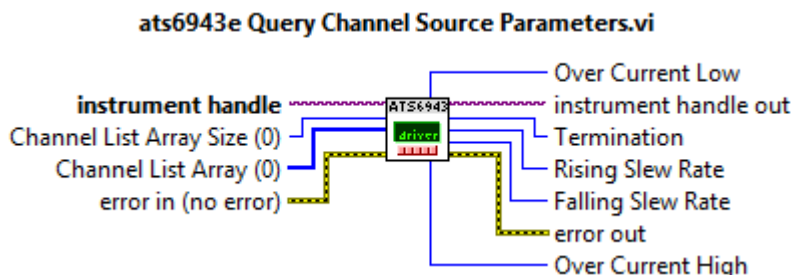 ats6943e Query Channel Source Parameters.vi
Over Current Low
instrument handle
ATS6943
instrument handle out
Channel List Array Size (0)
driver
Termination
Channel List Array (0)
Rising Slew Rate
error in (no error)
Falling Slew Rate
error out
Over Current High